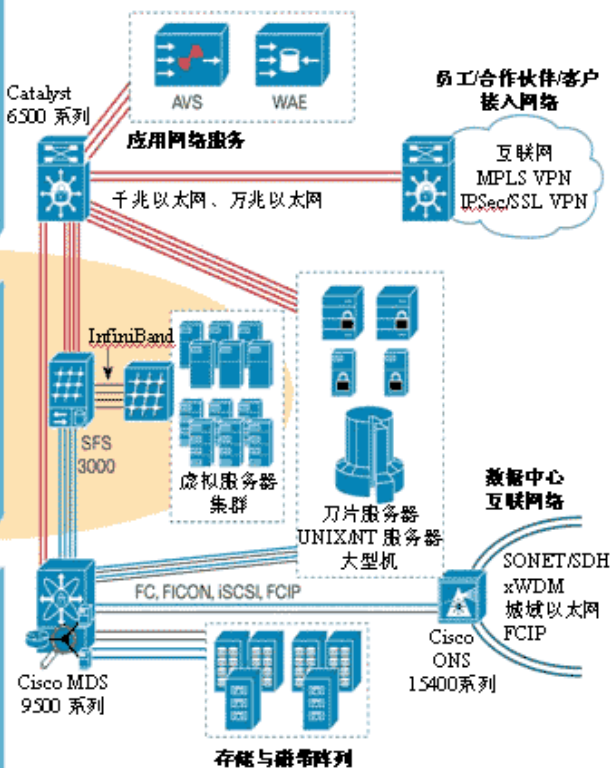 Catalyst
6500 系列
AVS
WAE
应用网络服务
员工/合作伙伴/客户
接入网络
互联网
MPLS VPN
IPSec/SSL VPN
千兆以太网、万兆以太网
InfiniBand
SFS
3000
虚拟服务器
集群
刀片服务器
UNIX/NT 服务器
大型机
数据中心
互联网络
SONET/SDH
xWDM
城域以太网
FCIP
FC, FICON, iSCSI, FCIP
Cisco
ONS
15400系列
Cisco MDS
9500 系列
存储与磁带阵列